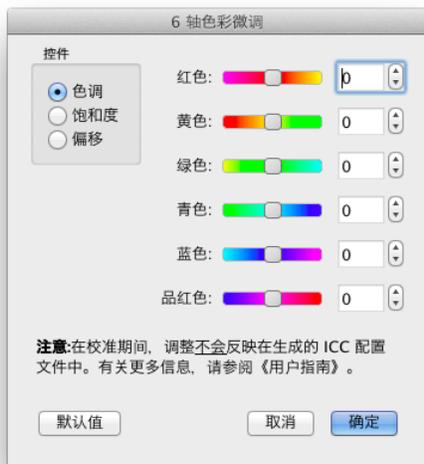 6 轴色彩微调
控件
色调
饱和度
偏移
红色: 0
黄色: 0
绿色: 0
青色: 0
蓝色: 0
品红色: 0
注意:在校准期间，调整不会反映在生成的 ICC 配置
文件中。有关更多信息，请参阅《用户指南》。
默认值 取消 确定